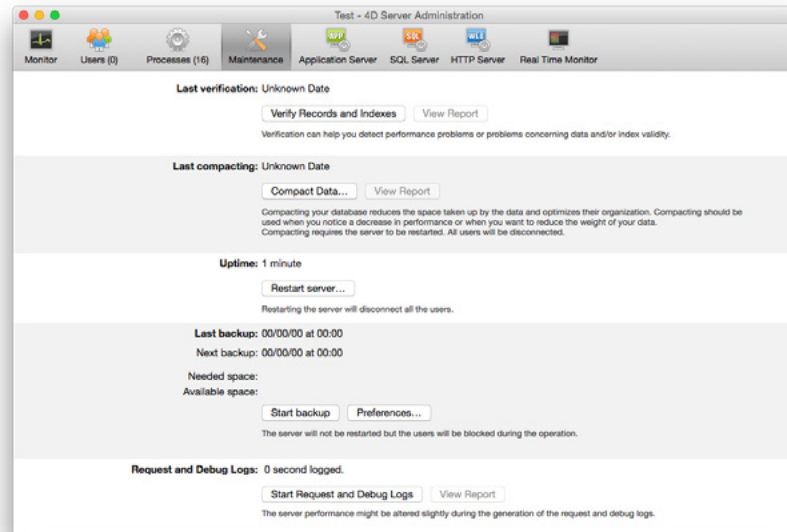 Test - 4D Server Administration
APP SQL WEB
Monitor Users (0) Processes (16) Maintenance Application Server SQL Server HTTP Server Real Time Monitor
Last verification: Unknown Date
Verify Records and Indexes View Report
Verification can help you detect performance problems or problems concerning data and/or index validity.
Last compacting: Unknown Date
Compact Data... View Report
Compacting your database reduces the space taken up by the data and optimizes their organization. Compacting should be
used when you notice a decrease in performance or when you want to reduce the weight of your data.
Compacting requires the server to be restarted. All users will be disconnected.
Uptime: 1 minute
Restart server...
Restarting the server will disconnect all the users.
Last backup: 00/00/00 at 00:00
Next backup: 00/00/00 at 00:00
Needed space:
Available space:
Start backup Preferences...
The server will not be restarted but the users will be blocked during the operation.
Request and Debug Logs: 0 second logged.
Start Request and Debug Logs View Report
The server performance might be altered slightly during the generation of the request and debug logs.